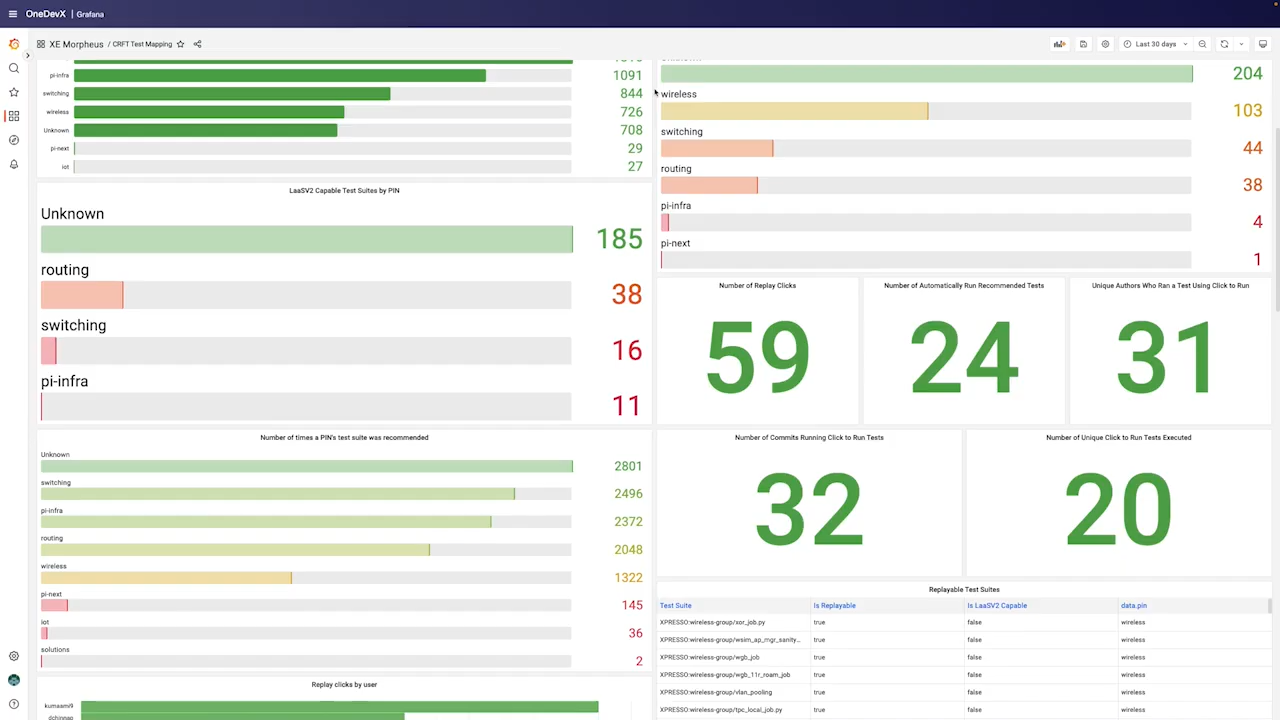 OneDevX | Grafana
XE Morpheus / CRFT Test Mapping
Last 30 days
pi-infra 1091
switching 844
wireless 726
Unknown 708
pi-next 29
iot 27
LaaSV2 Capable Test Suites by PIN
Unknown
185
routing
38
switching
16
pi-infra
11
Number of times a PIN's test suite was recommended
Unknown
2801
switching
2496
pi-infra
2372
routing
2048
wireless
1322
pi-next
145
iot
36
solutions
2
Replay clicks by user
kumaami9
dchinnap
204
wireless
103
switching
44
routing
38
pi-infra
4
pi-next
1
Number of Replay Clicks
59
Number of Automatically Run Recommended Tests
24
Unique Authors Who Ran a Test Using Click to Run
31
Number of Commits Running Click to Run Tests
32
Number of Unique Click to Run Tests Executed
20
Replayable Test Suites
Test Suite Is Replayable Is LaaSV2 Capable data.pin
XPRESSO:wireless-group/xor_job.py true false wireless
XPRESSO:wireless-group/wsim_ap_mgr_sanity... true false wireless
XPRESSO:wireless-group/wgb_job true false wireless
XPRESSO:wireless-group/wgb_11r_roam_job true false wireless
XPRESSO:wireless-group/vlan_pooling true false wireless
XPRESSO:wireless-group/tpc_local_job.py true false wireless